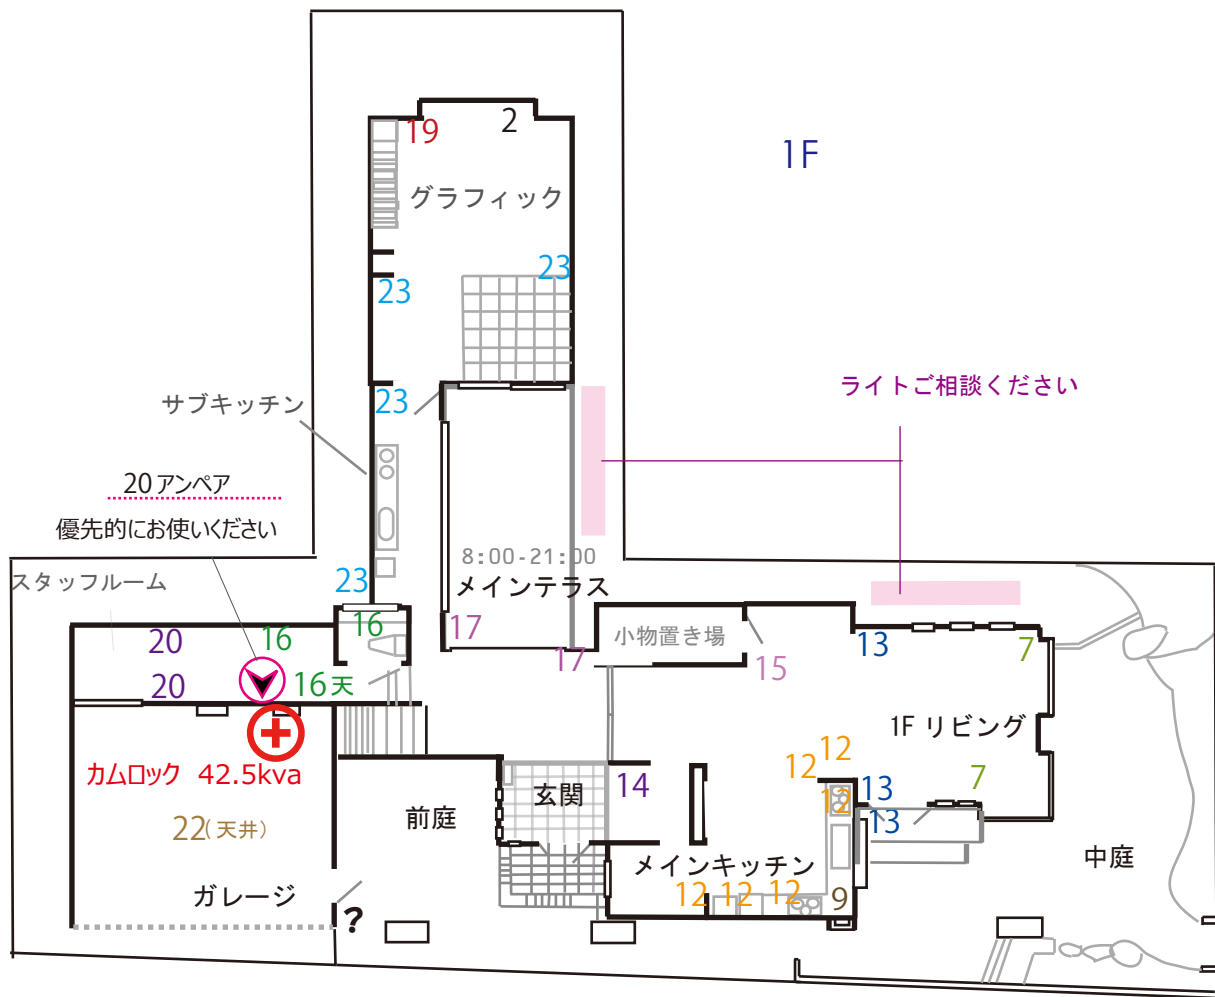 19
2
1F
グラフィック
23
23
ライトご相談ください
23
サブキッチン
20アンペア
優先的にお使いください
8:00-21:00
メインテラス
スタッフルーム
23
16
17
小物置き場
20
16
17
15
13
7
20
16天
1F リビング
カムロック 42.5kva
12
12
7
14
玄関
13
12
前庭
22(天井)
13
メインキッチン
中庭
ガレージ
12
12
12
9
?